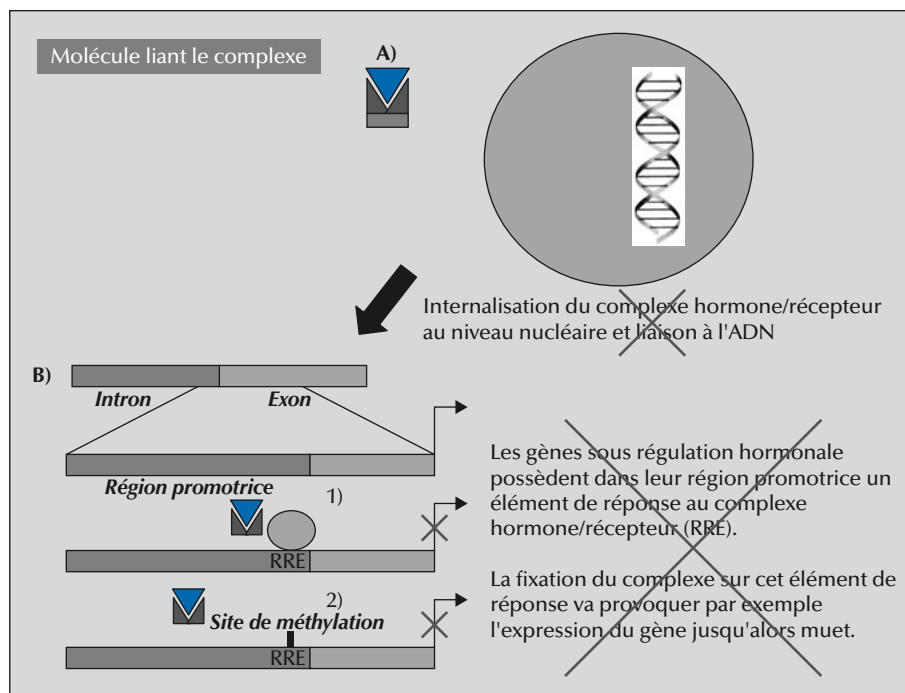 Molécule liant le complexe
A)
Internalisation du complexe hormone/récepteur
au niveau nucléaire et liaison à l'ADN
B)
Intron
Exon
Région promotrice
1)
RRE
2)
Site de méthylation
RRE
Les gènes sous régulation hormonale
possèdent dans leur région promotrice un
élément de réponse au complexe
hormone/récepteur (RRE).
La fixation du complexe sur cet élément de
réponse va provoquer par exemple
l'expression du gène jusqu'alors muet.